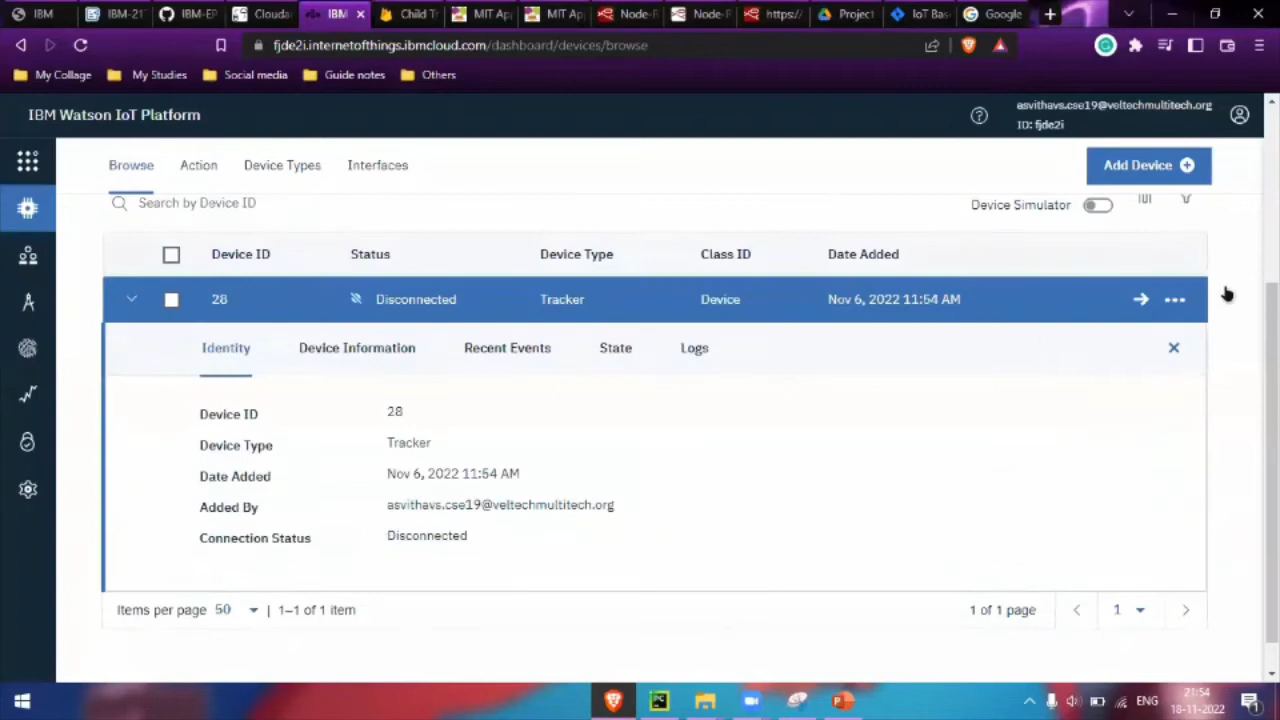 IBM
IBM-21
IBM-EP
Cloudan
IBM
Child T
MIT Ap
MIT Ap
Node-R
Node-R
https://
Project
IoT Bas
Google
fjde2i.internetofthings.ibmcloud.com/dashboard/devices/browse
My Collage
My Studies
Social media
Guide notes
Others
IBM Watson IoT Platform
asvithavs.cse19@veltechmultitech.org
ID: fjde2i
Browse
Action
Device Types
Interfaces
Add Device
Search by Device ID
Device Simulator
Device ID Status Device Type Class ID Date Added
28 Disconnected Tracker Device Nov 6, 2022 11:54 AM
Identity Device Information Recent Events State Logs
Device ID 28
Device Type Tracker
Date Added Nov 6, 2022 11:54 AM
Added By asvithavs.cse19@veltechmultitech.org
Connection Status Disconnected
Items per page 50 | 1–1 of 1 item
1 of 1 page
1
PC
ENG
21:54
18-11-2022
1